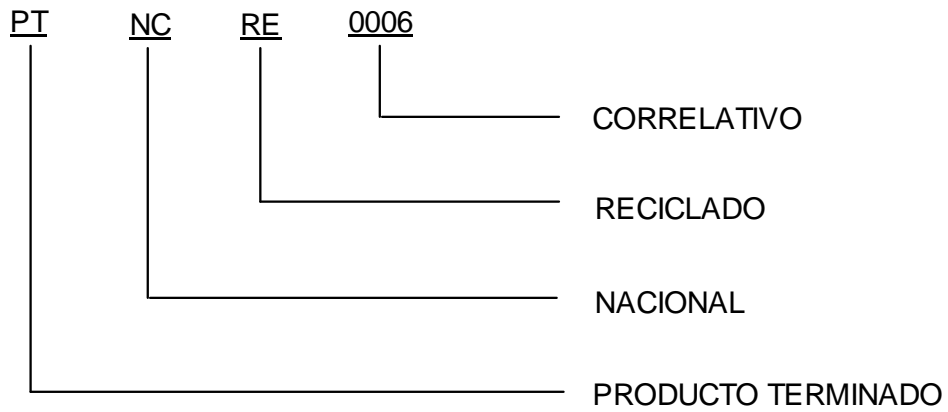 PT NC RE 0006
CORRELATIVO
RECICLADO
NACIONAL
PRODUCTO TERMINADO